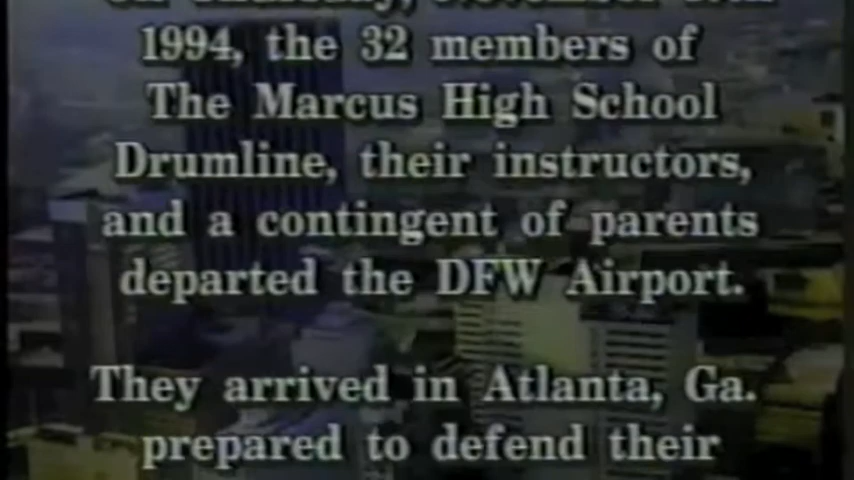 1994, the 32 members of
The Marcus High School
Drumline, their instructors,
and a contingent of parents
departed the DFW Airport.
They arrived in Atlanta, Ga.
prepared to defend their